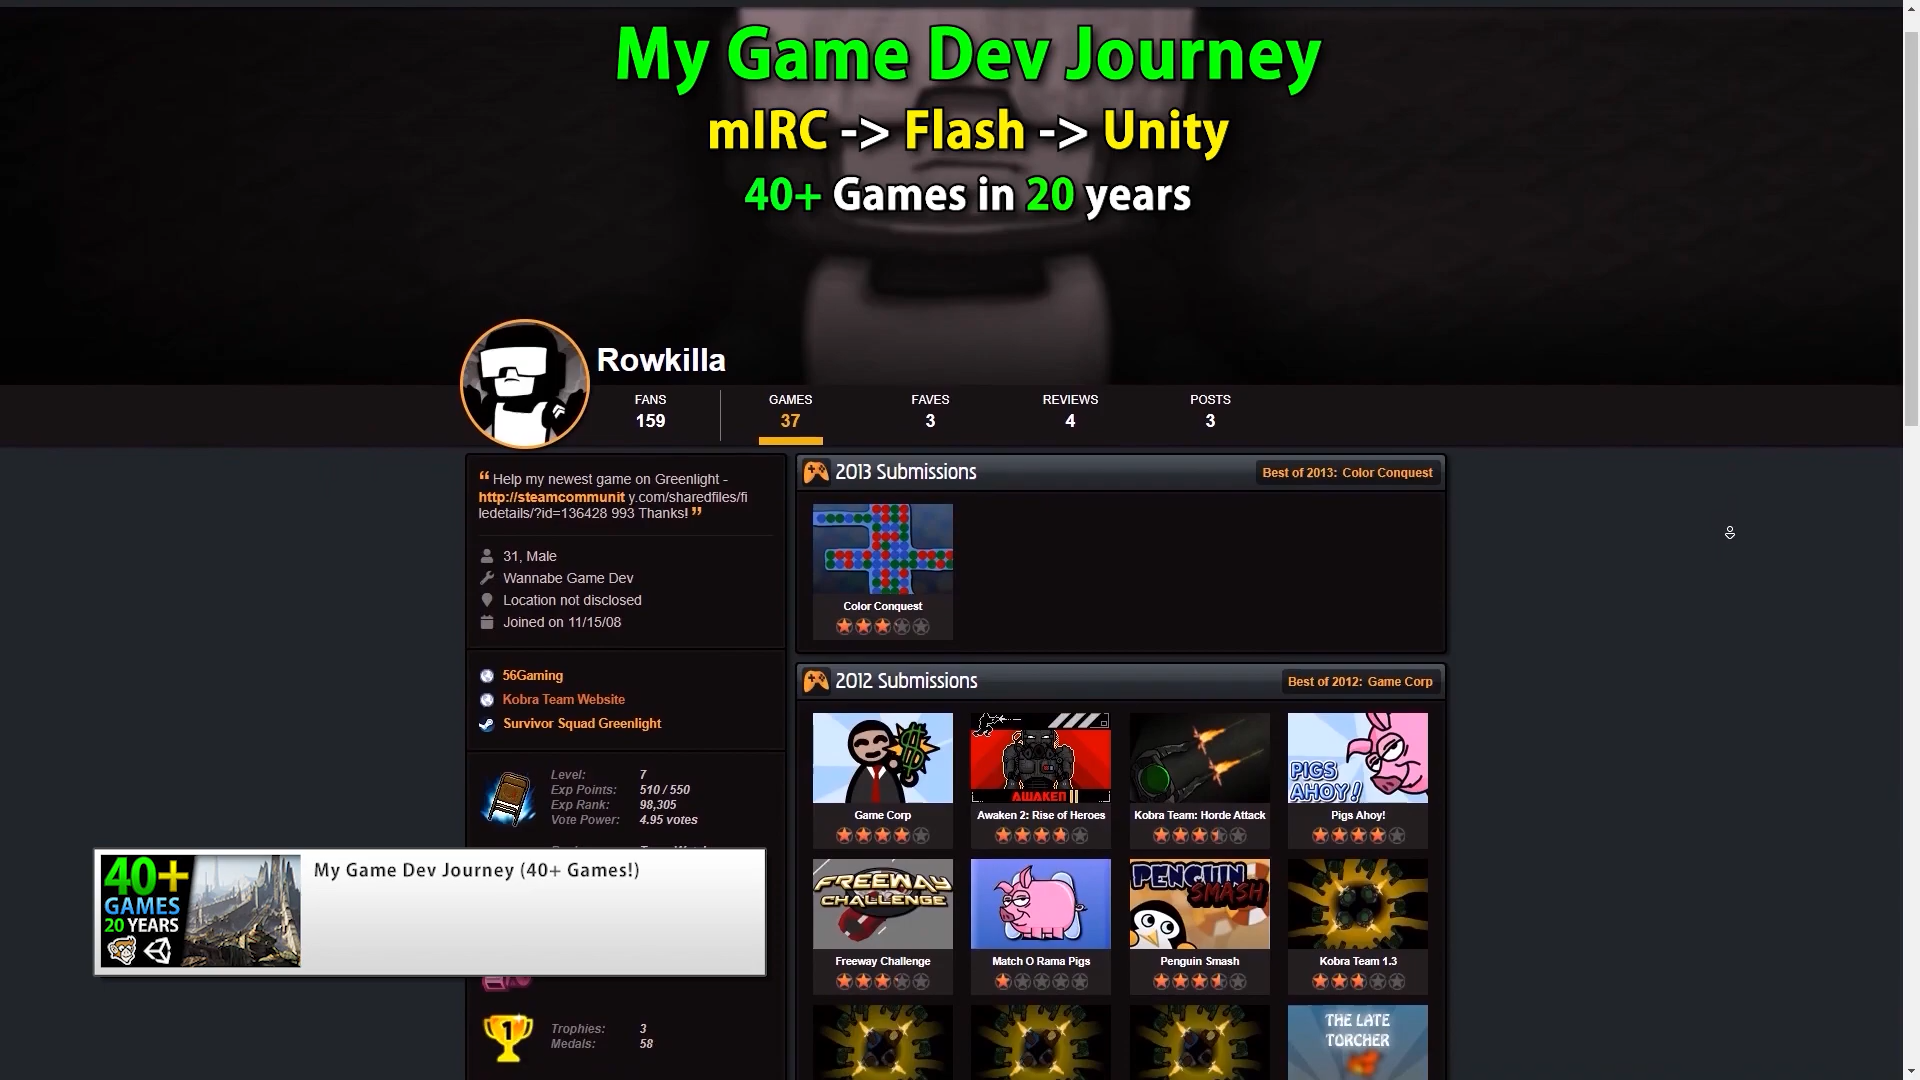 My Game Dev Journey
mIRC -> Flash -> Unity
40+ Games in 20 years
Rowkilla
FANS
159
GAMES
37
FAVES
3
REVIEWS
4
POSTS
3
“ Help my newest game on Greenlight -
http://steamcommunit y.com/sharedfiles/fi
ledetails/?id=136428 993 Thanks! ”
31, Male
Wannabe Game Dev
Location not disclosed
Joined on 11/15/08
56Gaming
Kobra Team Website
Survivor Squad Greenlight
Level: 7
Exp Points: 510 / 550
Exp Rank: 98,305
Vote Power: 4.95 votes
40+
GAMES
20 YEARS
My Game Dev Journey (40+ Games!)
1
Trophies: 3
Medals: 58
2013 Submissions
Best of 2013: Color Conquest
Color Conquest
2012 Submissions
Best of 2012: Game Corp
AWAKEN II
PIGS
AHOY!
Game Corp
Awaken 2: Rise of Heroes
Kobra Team: Horde Attack
Pigs Ahoy!
FREEWAY
CHALLENGE
PENGUIN
SMASH
Freeway Challenge
Match O Rama Pigs
Penguin Smash
Kobra Team 1.3
THE LATE
TORCHER